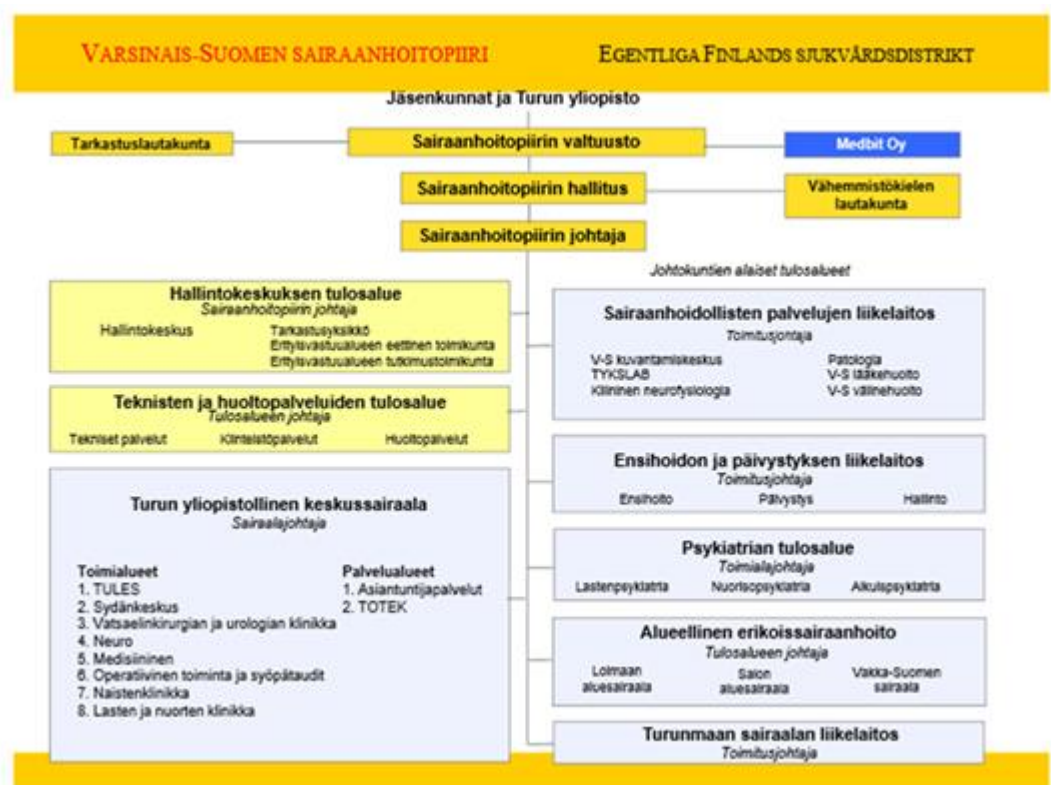 VARSINAIS-SUOMEN SAIRAANHOITOPIIRI
EGENTLIGA FINLANDS SJUKVÅRDSDISTRIKT
Jäsenkunnat ja Turun yliopisto
Tarkastuslautakunta
Sairaanhoitopiirin valtuusto
Medbit Oy
Sairaanhoitopiirin hallitus
Vähemmistökielen
lautakunta
Sairaanhoitopiirin johtaja
Hallintokeskuksen tulosalue
Sairaanhoitopiirin johtaja
Hallintokeskus
Tarkastusyksikkö
Erityisvastuualueen eettinen toimikunta
Erityisvastuualueen tutkimustoimikunta
Teknisten ja huoltopalveluiden tulosalue
Tulosalueen johtaja
Tekniset palvelut
Kiinteistöpalvelut
Huoltopalvelut
Turun yliopistollinen keskussairaala
Sairaalajohtaja
Toimialueet
1. TULES
2. Sydänkeskus
3. Vatsaelinkirurgian ja urologian klinikka
4. Neuro
5. Medisiininen
6. Operatiivinen toiminta ja syöpätaudit
7. Naistenklinikka
8. Lasten ja nuorten klinikka
Palvelualueet
1. Asiantuntijapalvelut
2. TOTEK
Johtokuntien alaiset tulosalueet
Sairaanhoidollisten palvelujen liikelaitos
Toimitusjohtaja
V-S kuvantamiskeskus
TYKSLAB
Kliininen neurofysiologia
Patologia
V-S lääkehuolto
V-S välinehuolto
Ensihoidon ja päivystyksen liikelaitos
Toimitusjohtaja
Ensihoito
Päivystys
Hallinto
Psykiatrian tulosalue
Toimialajohtaja
Lastenpsykiatria
Nuorisopsykiatria
Aikuispsykiatria
Alueellinen erikoissairaanhoito
Tulosalueen johtaja
Loimaan
aluesairaala
Salon
aluesairaala
Vakka-Suomen
sairaala
Turunmaan sairaalan liikelaitos
Toimitusjohtaja